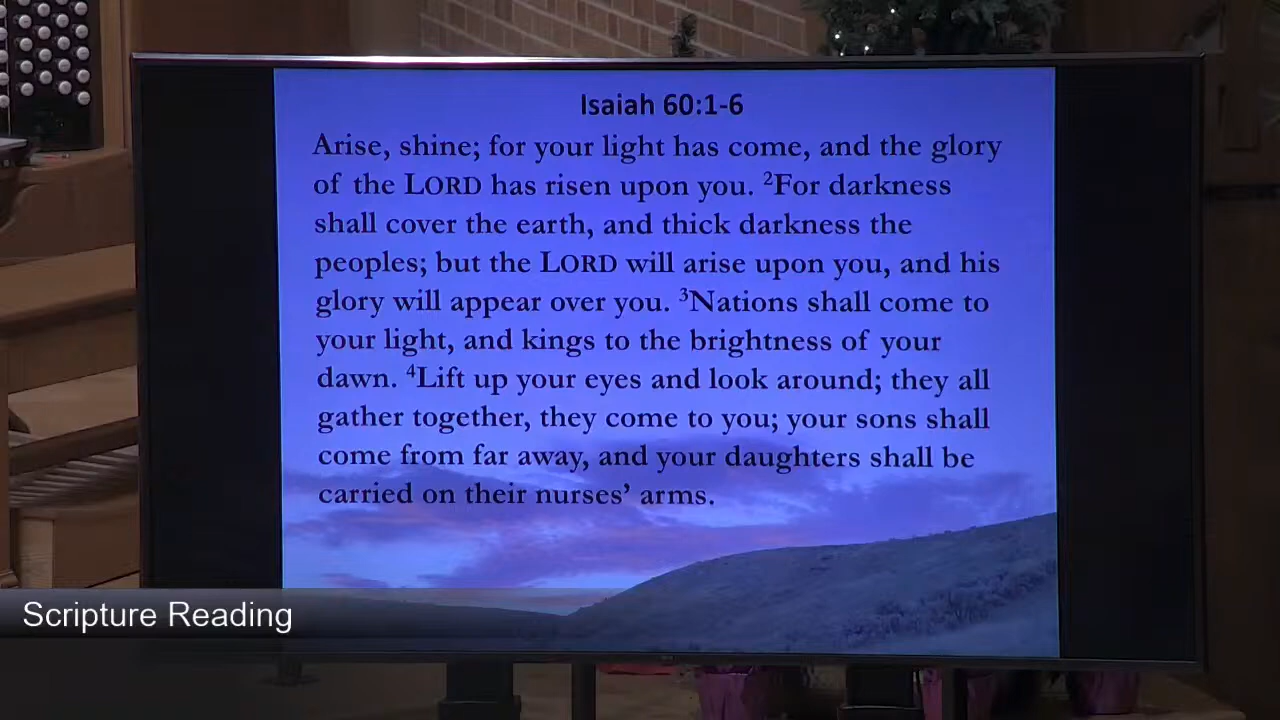 Isaiah 60:1-6
Arise, shine; for your light has come, and the glory
of the LORD has risen upon you. ²For darkness
shall cover the earth, and thick darkness the
peoples; but the LORD will arise upon you, and his
glory will appear over you. ³Nations shall come to
your light, and kings to the brightness of your
dawn. ⁴Lift up your eyes and look around; they all
gather together, they come to you; your sons shall
come from far away, and your daughters shall be
carried on their nurses’ arms.
Scripture Reading